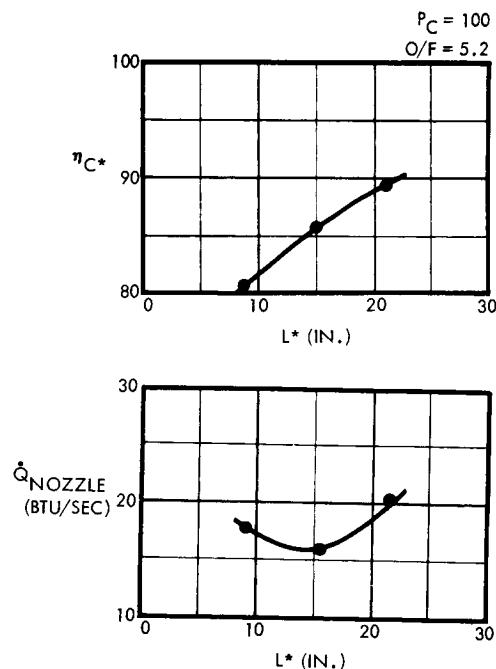 P_C = 100
O/F = 5.2
100
η_C*
90
80
0 10 20 30
L* (IN.)
30
Q̇_NOZZLE
(BTU/SEC)
20
10
0 10 20 30
L* (IN.)